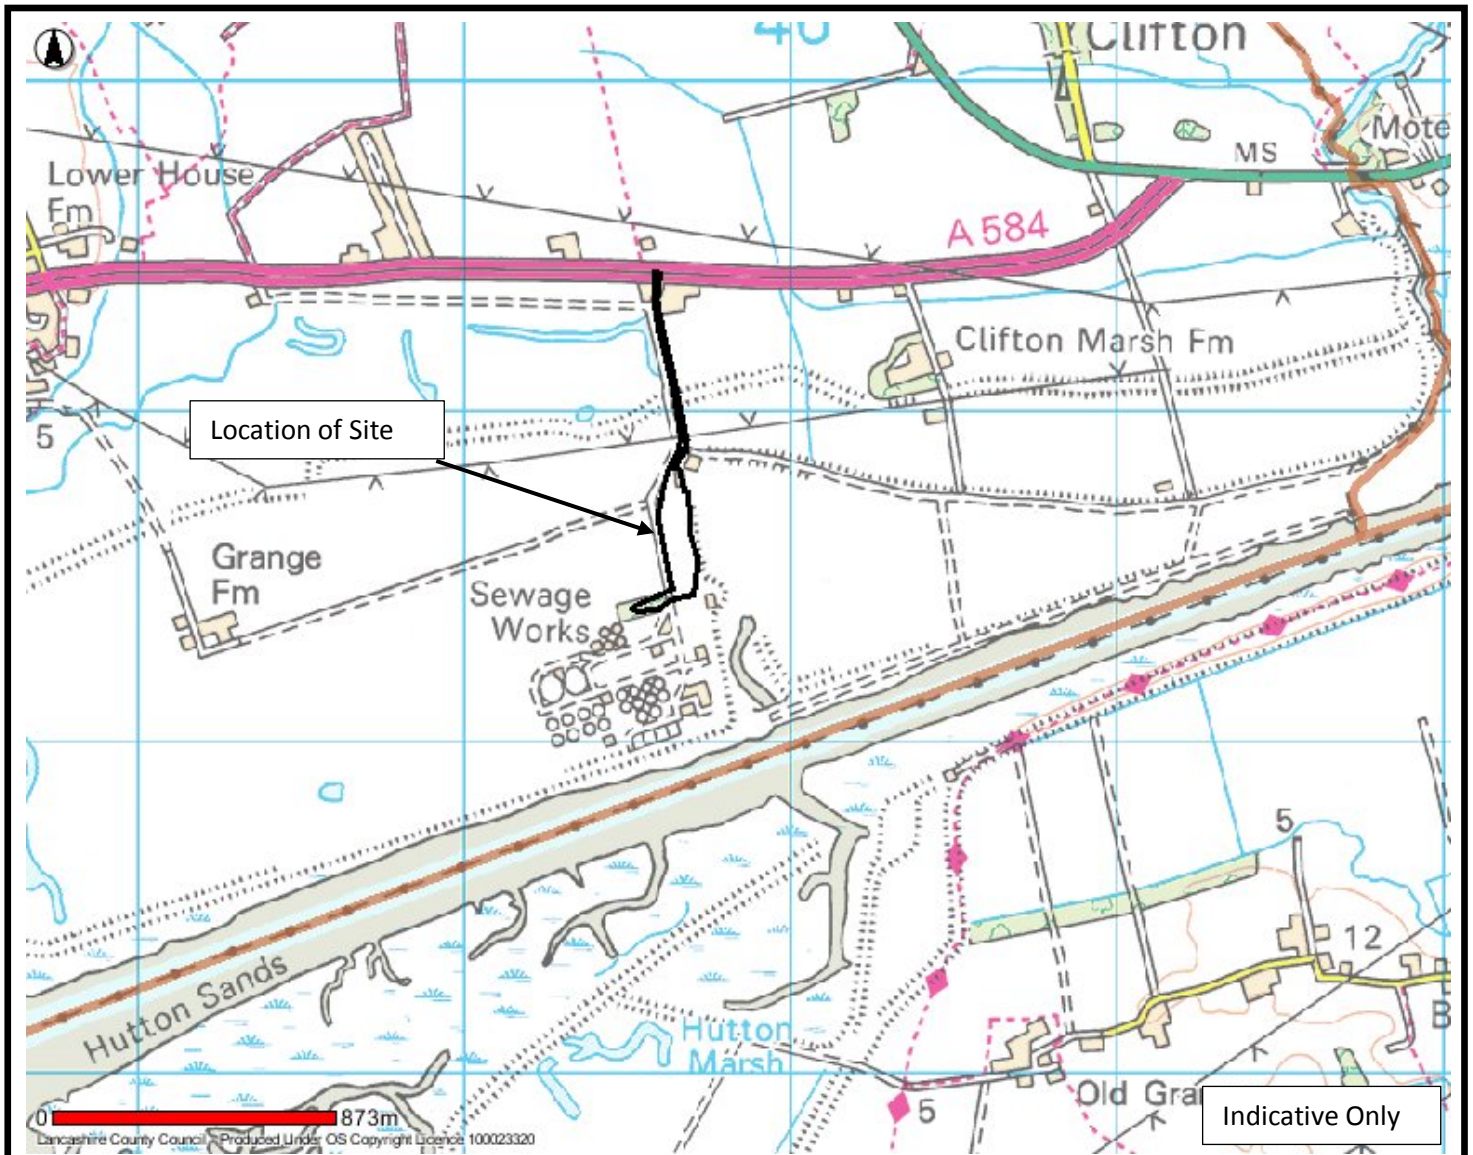 40
Clifton
Mote
MS
Lower House
Fm
A 584
Clifton Marsh Fm
Location of Site
5
Grange
Fm
Sewage
Works
5
12
B
Hutton Sands
Hutton
Marsh
Old Gra
5
Indicative Only
0 873m
Lancashire County Council - Produced Under OS Copyright Licence 100023320